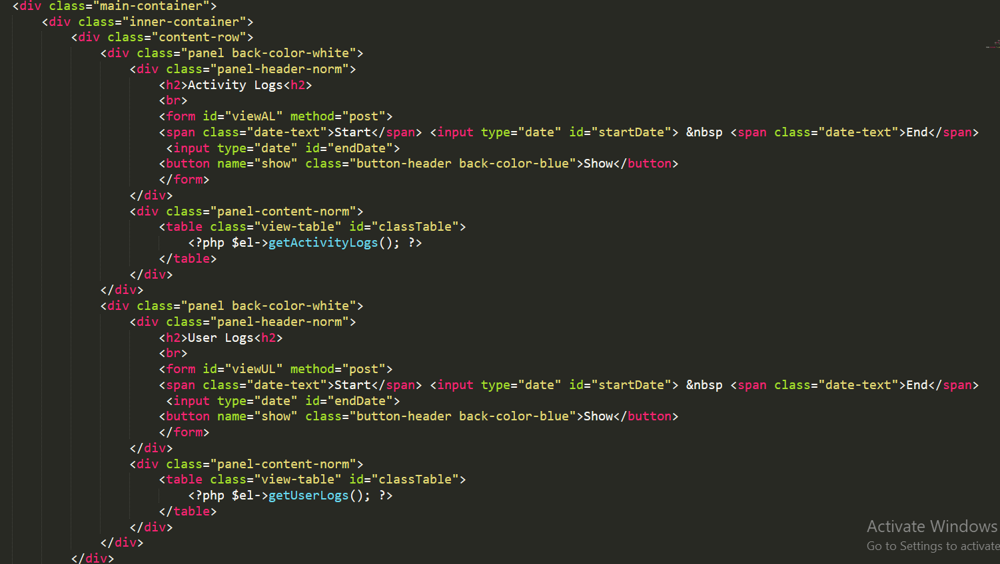 <div class="main-container">
<div class="inner-container">
<div class="content-row">
<div class="panel back-color-white">
<div class="panel-header-norm">
<h2>Activity Logs<h2>
<br>
<form id="viewAL" method="post">
<span class="date-text">Start</span> <input type="date" id="startDate"> &nbsp <span class="date-text">End</span>
<input type="date" id="endDate">
<button name="show" class="button-header back-color-blue">Show</button>
</form>
</div>
<div class="panel-content-norm">
<table class="view-table" id="classTable">
<?php $el->getActivityLogs(); ?>
</table>
</div>
</div>
<div class="panel back-color-white">
<div class="panel-header-norm">
<h2>User Logs<h2>
<br>
<form id="viewUL" method="post">
<span class="date-text">Start</span> <input type="date" id="startDate"> &nbsp <span class="date-text">End</span>
<input type="date" id="endDate">
<button name="show" class="button-header back-color-blue">Show</button>
</form>
</div>
<div class="panel-content-norm">
<table class="view-table" id="classTable">
<?php $el->getUserLogs(); ?>
</table>
</div>
</div>
</div>
Activate Windows
Go to Settings to activate